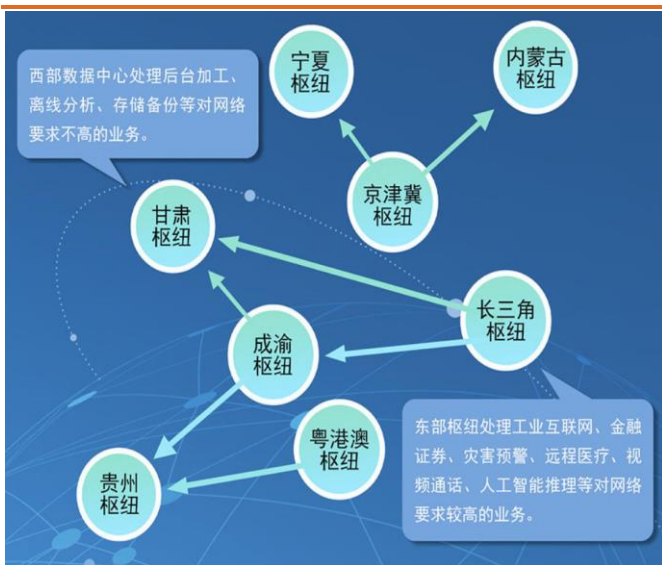 西部数据中心处理后台加工、
离线分析、存储备份等对网络
要求不高的业务。
宁夏
枢纽
内蒙古
枢纽
京津冀
枢纽
甘肃
枢纽
长三角
枢纽
成渝
枢纽
粤港澳
枢纽
贵州
枢纽
东部枢纽处理工业互联网、金融
证券、灾害预警、远程医疗、视
频通话、人工智能推理等对网络
要求较高的业务。